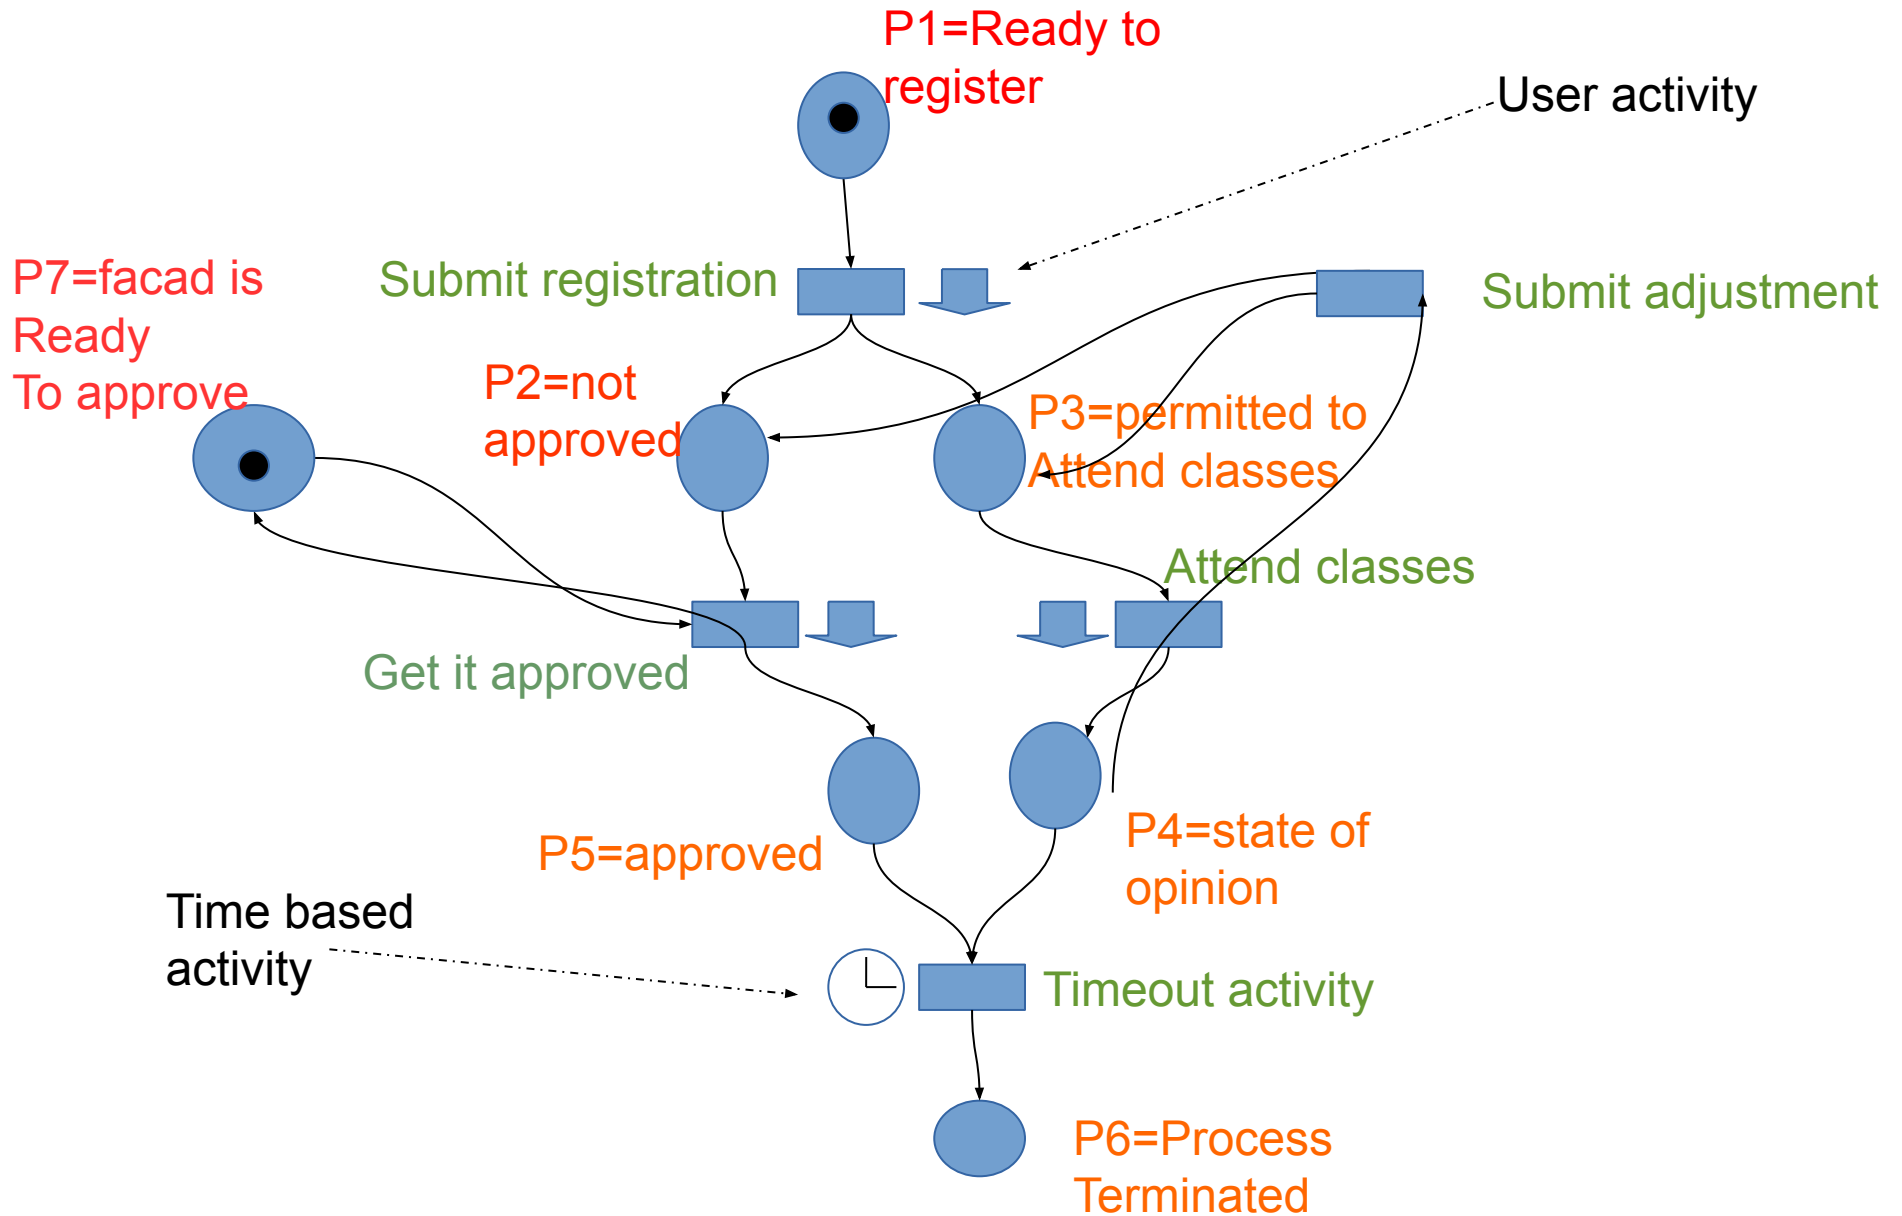 P1=Ready to
register
User activity
P7=facad is
Ready
To approve
Submit registration
Submit adjustment
P2=not
approved
P3=permitted to
Attend classes
Attend classes
Get it approved
P5=approved
P4=state of
opinion
Time based
activity
Timeout activity
P6=Process
Terminated